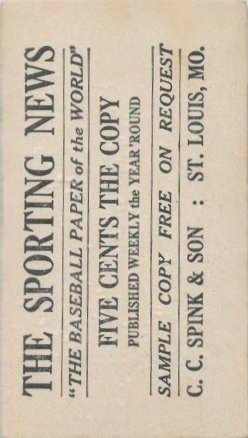 THE SPORTING NEWS
"THE BASEBALL PAPER of the WORLD"
FIVE CENTS THE COPY
PUBLISHED WEEKLY the YEAR 'ROUND
SAMPLE COPY FREE ON REQUEST
C. C. SPINK & SON : ST. LOUIS, MO.